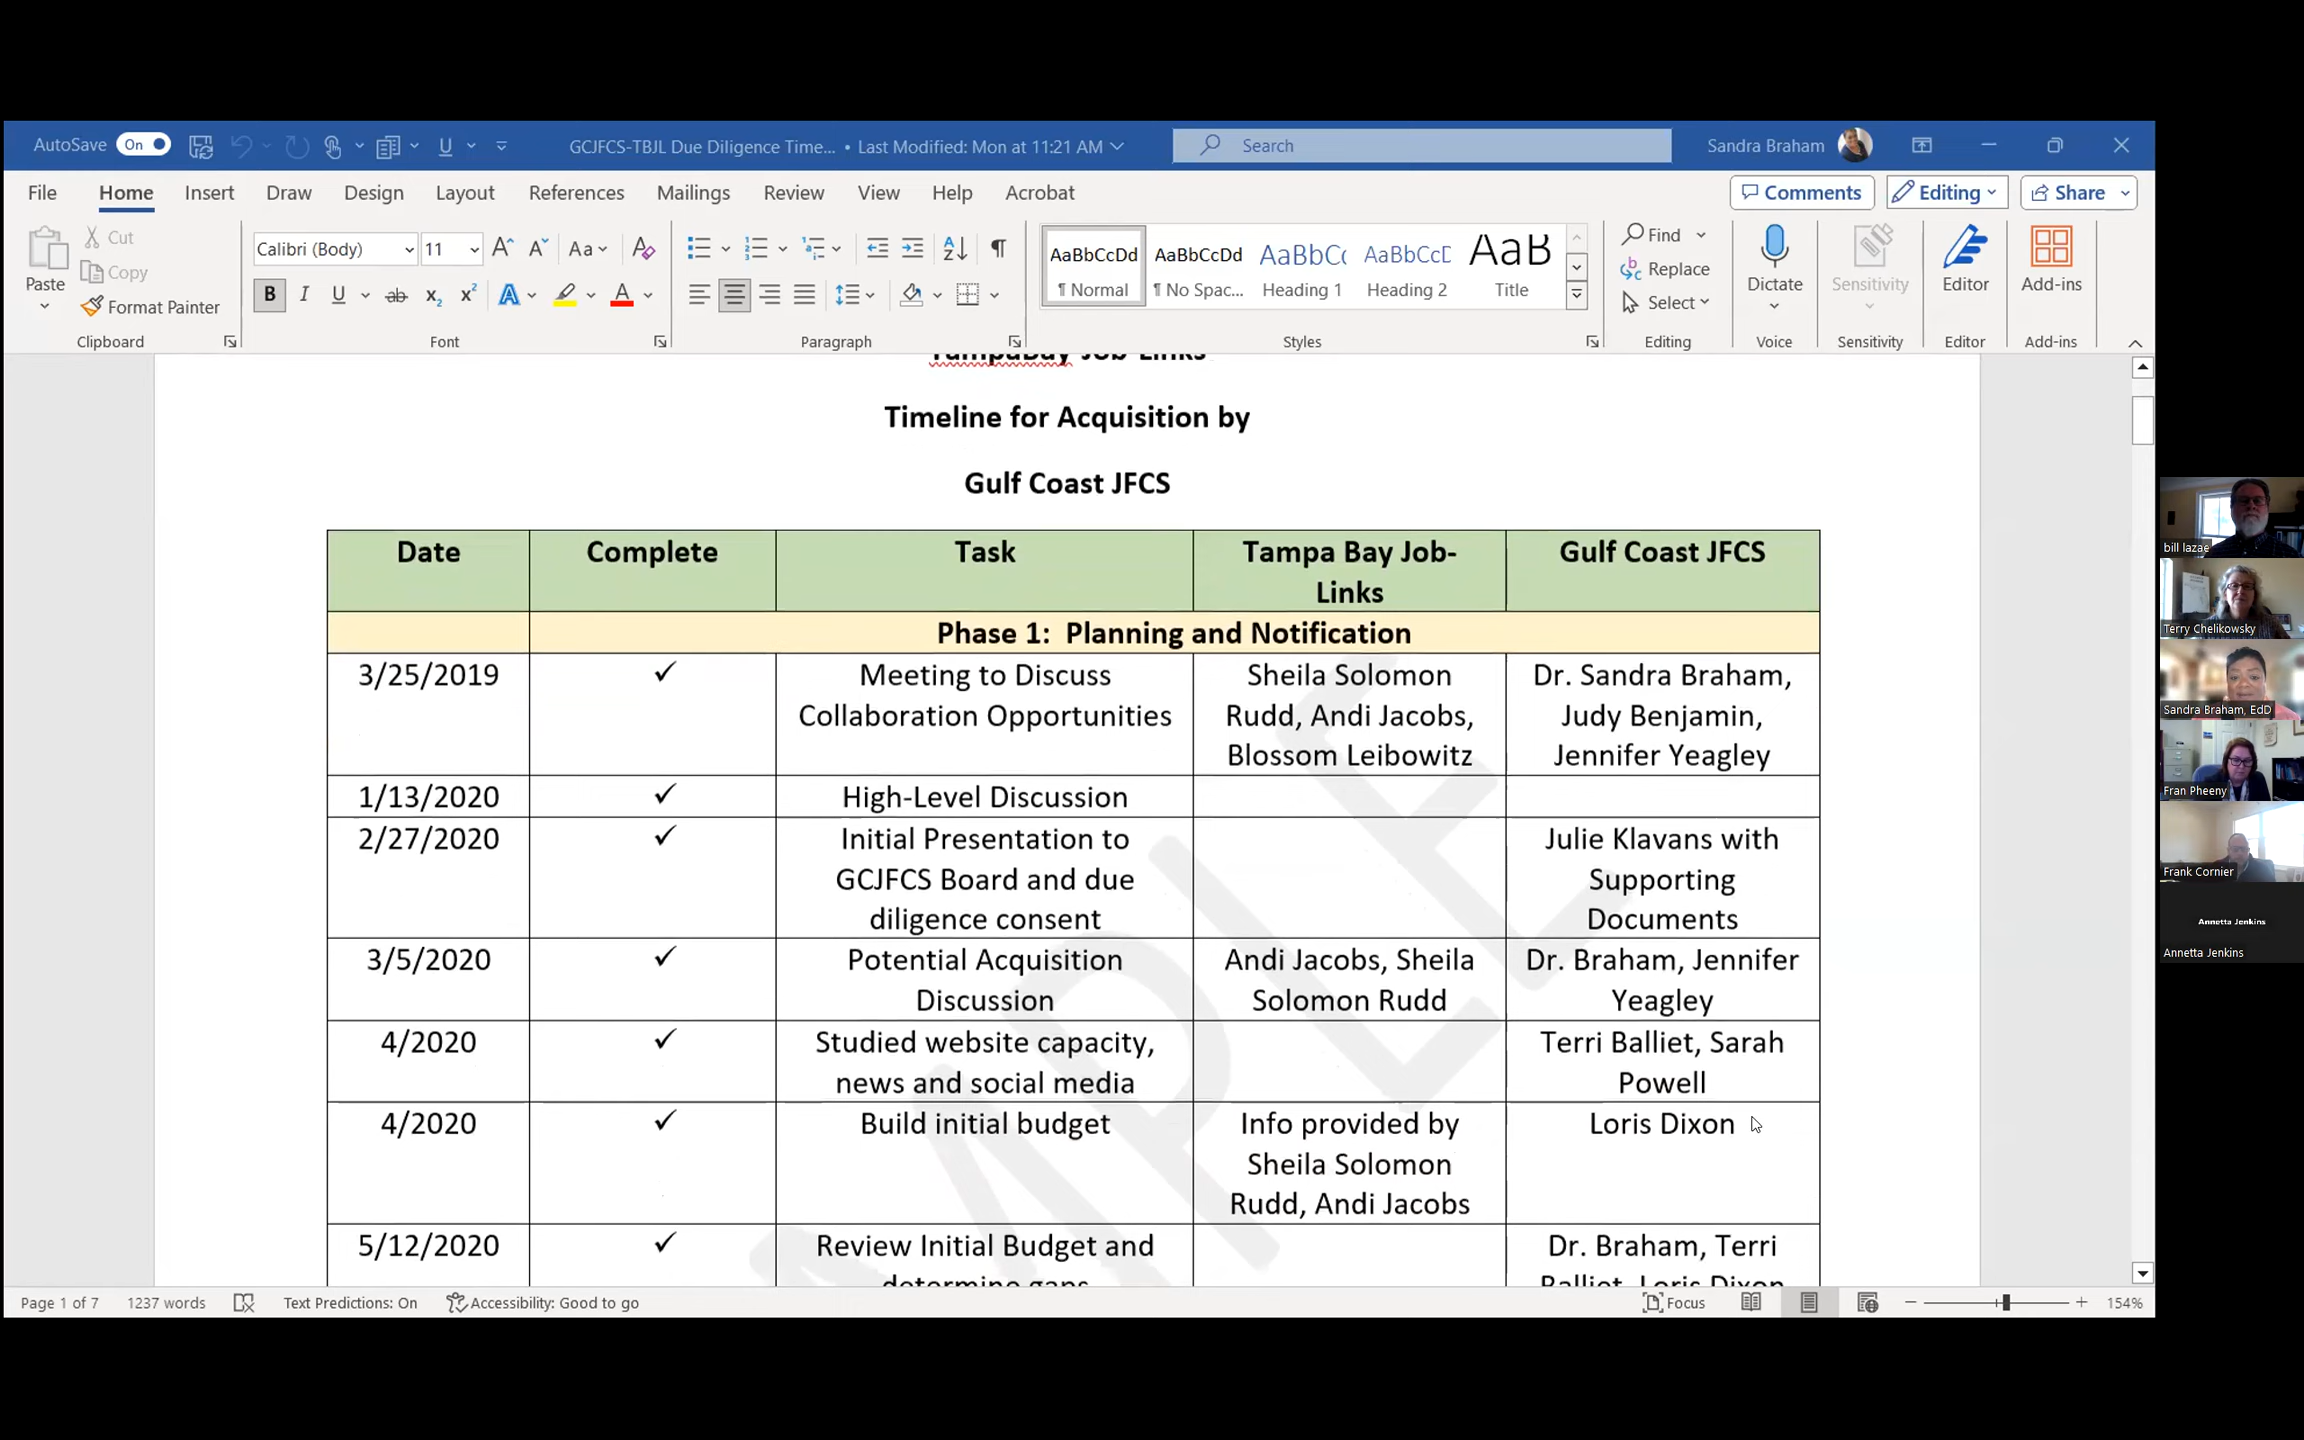 AutoSave On GCJFCS-TBJL Due Diligence Time... • Last Modified: Mon at 11:21 AM Search Sandra Braham
File Home Insert Draw Design Layout References Mailings Review View Help Acrobat Comments Editing Share
Paste
Cut
Copy
Format Painter
Clipboard
Calibri (Body) 11
Font
Paragraph
AaBbCcDd AaBbCcDd AaBbC AaBbCcD AaB
¶ Normal ¶ No Spac... Heading 1 Heading 2 Title
Styles
Find
Replace
Select
Editing
Dictate
Voice
Sensitivity
Sensitivity
Editor
Editor
Add-ins
Add-ins
TampaBay Job-Links
Timeline for Acquisition by
Gulf Coast JFCS
Date Complete Task Tampa Bay Job-
Links Gulf Coast JFCS
Phase 1: Planning and Notification
3/25/2019 ✓ Meeting to Discuss Sheila Solomon Dr. Sandra Braham,
Collaboration Opportunities Rudd, Andi Jacobs, Judy Benjamin,
Blossom Leibowitz Jennifer Yeagley
1/13/2020 ✓ High-Level Discussion
2/27/2020 ✓ Initial Presentation to Julie Klavans with
GCJFCS Board and due Supporting
diligence consent Documents
3/5/2020 ✓ Potential Acquisition Andi Jacobs, Sheila Dr. Braham, Jennifer
Discussion Solomon Rudd Yeagley
4/2020 ✓ Studied website capacity, Terri Balliet, Sarah
news and social media Powell
4/2020 ✓ Build initial budget Info provided by Loris Dixon
Sheila Solomon
Rudd, Andi Jacobs
5/12/2020 ✓ Review Initial Budget and Dr. Braham, Terri
determine gaps Balliet, Loris Dixon
Page 1 of 7 1237 words Text Predictions: On Accessibility: Good to go Focus 154%
bill lazae
Terry Chelikowsky
Sandra Braham, EdD
Fran Pheeny
Frank Cornier
Annetta Jenkins
Annetta Jenkins